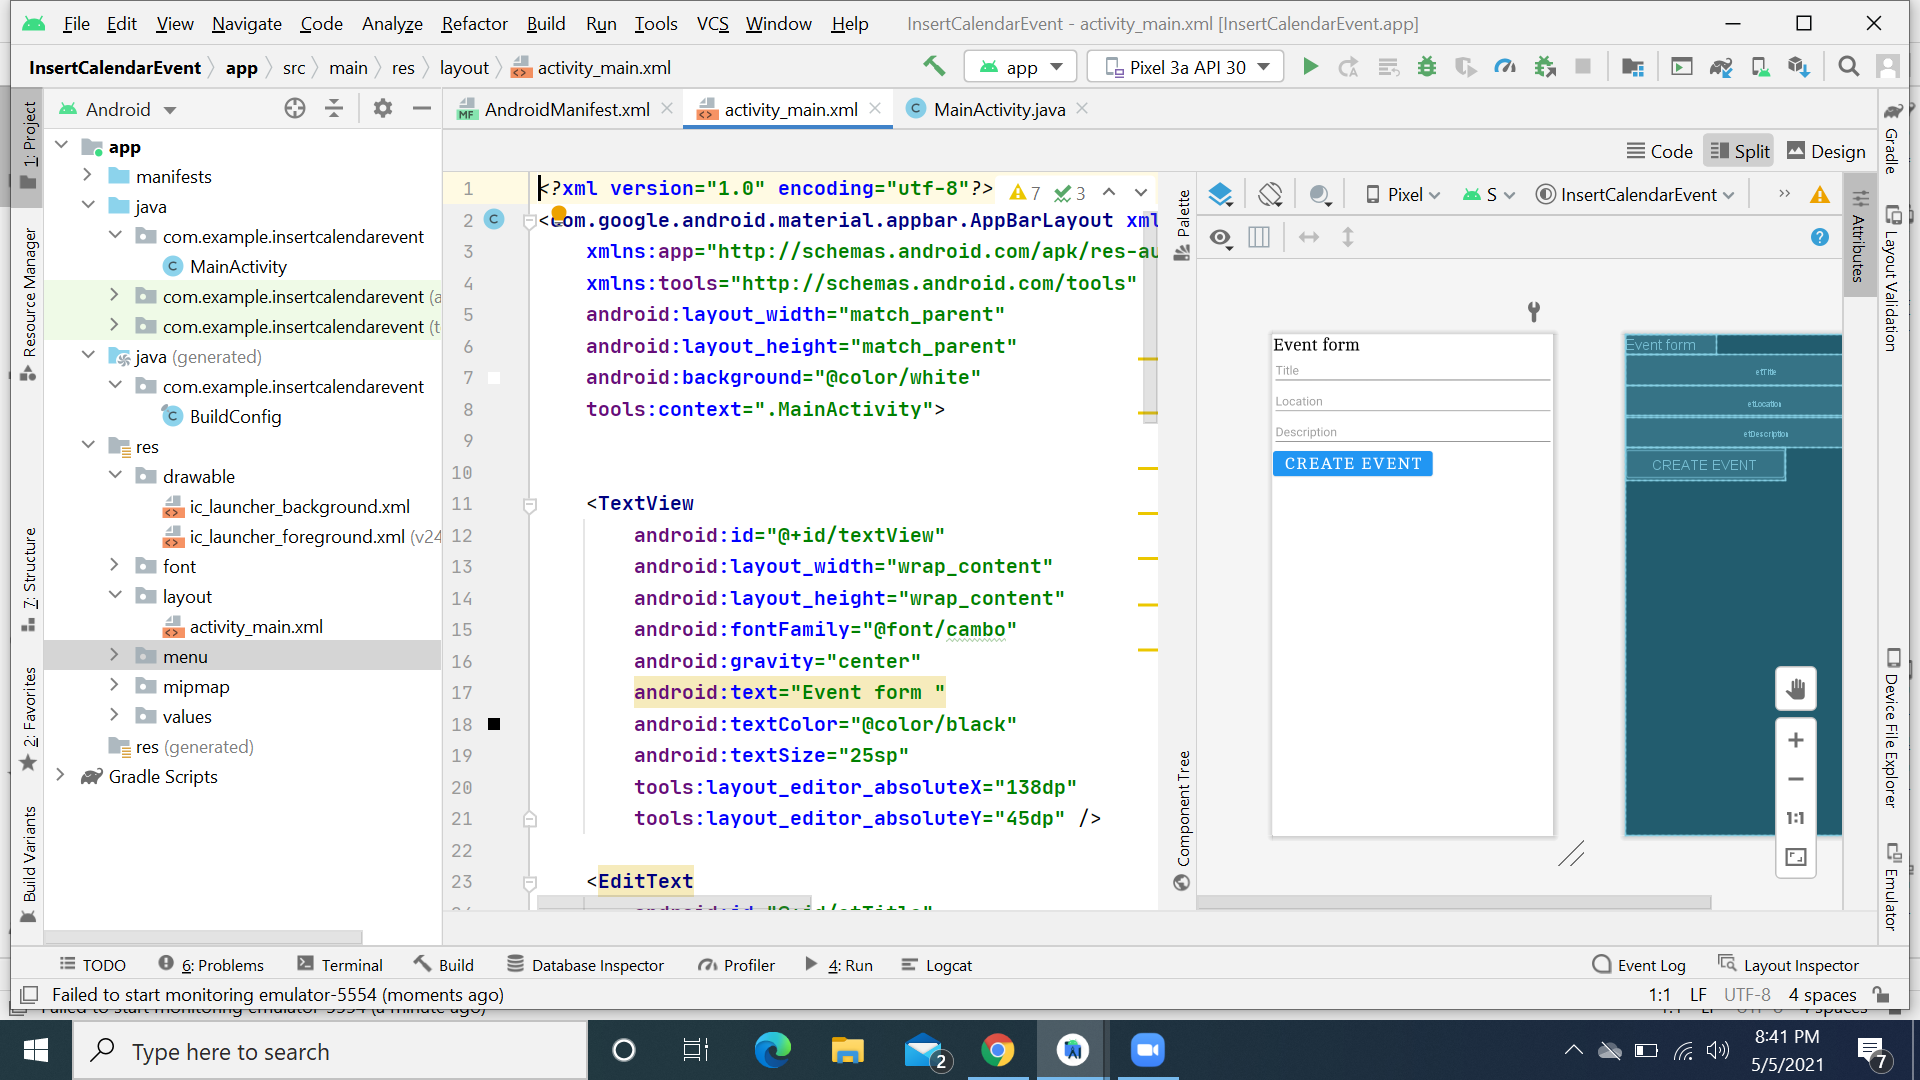 File Edit View Navigate Code Analyze Refactor Build Run Tools VCS Window Help InsertCalendarEvent - activity_main.xml [InsertCalendarEvent.app]
InsertCalendarEvent app src main res layout activity_main.xml app Pixel 3a API 30
1: Project
Resource Manager
7: Structure
2: Favorites
Build Variants
Android
app
manifests
java
com.example.insertcalendarevent
MainActivity
com.example.insertcalendarevent (a
com.example.insertcalendarevent (t
java (generated)
com.example.insertcalendarevent
BuildConfig
res
drawable
ic_launcher_background.xml
ic_launcher_foreground.xml (v24
font
layout
activity_main.xml
menu
mipmap
values
res (generated)
Gradle Scripts
AndroidManifest.xml activity_main.xml MainActivity.java
Code Split Design
1 <?xml version="1.0" encoding="utf-8"?> 7 3
2 <com.google.android.material.appbar.AppBarLayout xml
3 xmlns:app="http://schemas.android.com/apk/res-au
4 xmlns:tools="http://schemas.android.com/tools"
5 android:layout_width="match_parent"
6 android:layout_height="match_parent"
7 android:background="@color/white"
8 tools:context=".MainActivity">
9
10
11 <TextView
12 android:id="@+id/textView"
13 android:layout_width="wrap_content"
14 android:layout_height="wrap_content"
15 android:fontFamily="@font/cambo"
16 android:gravity="center"
17 android:text="Event form "
18 android:textColor="@color/black"
19 android:textSize="25sp"
20 tools:layout_editor_absoluteX="138dp"
21 tools:layout_editor_absoluteY="45dp" />
22
23 <EditText
Palette
Component Tree
Pixel S InsertCalendarEvent
Event form
Title
Location
Description
CREATE EVENT
Event form
etTitle
etLocation
etDescription
CREATE EVENT
1:1
Attributes
Gradle
Layout Validation
Device File Explorer
Emulator
TODO 6: Problems Terminal Build Database Inspector Profiler 4: Run Logcat Event Log Layout Inspector
Failed to start monitoring emulator-5554 (moments ago) 1:1 LF UTF-8 4 spaces
Type here to search
2
8:41 PM
5/5/2021
7